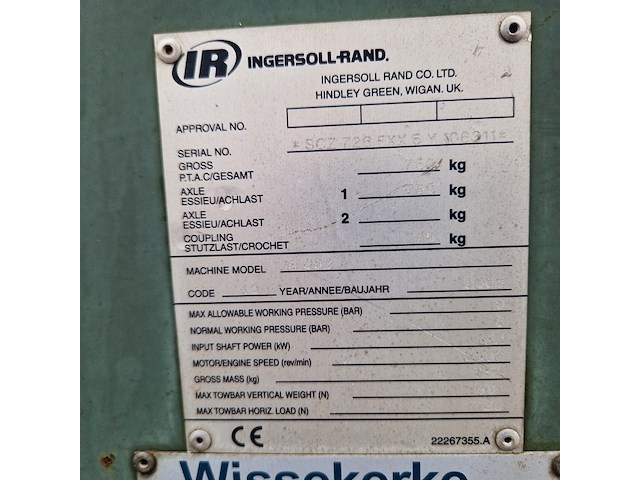 IR INGERSOLL-RAND.
INGERSOLL RAND CO. LTD.
HINDLEY GREEN, WIGAN. UK.
APPROVAL NO.
SERIAL NO.
GROSS
P.T.A.C/GESAMT kg
AXLE
ESSIEU/ACHLAST 1 kg
AXLE
ESSIEU/ACHLAST 2 kg
COUPLING
STUTZLAST/CROCHET kg
MACHINE MODEL
CODE YEAR/ANNEE/BAUJAHR
MAX ALLOWABLE WORKING PRESSURE (BAR)
NORMAL WORKING PRESSURE (BAR)
INPUT SHAFT POWER (kW)
MOTOR/ENGINE SPEED (rev/min)
GROSS MASS (kg)
MAX TOWBAR VERTICAL WEIGHT (N)
MAX TOWBAR HORIZ. LOAD (N)
CE 22267355.A
Wissekerke